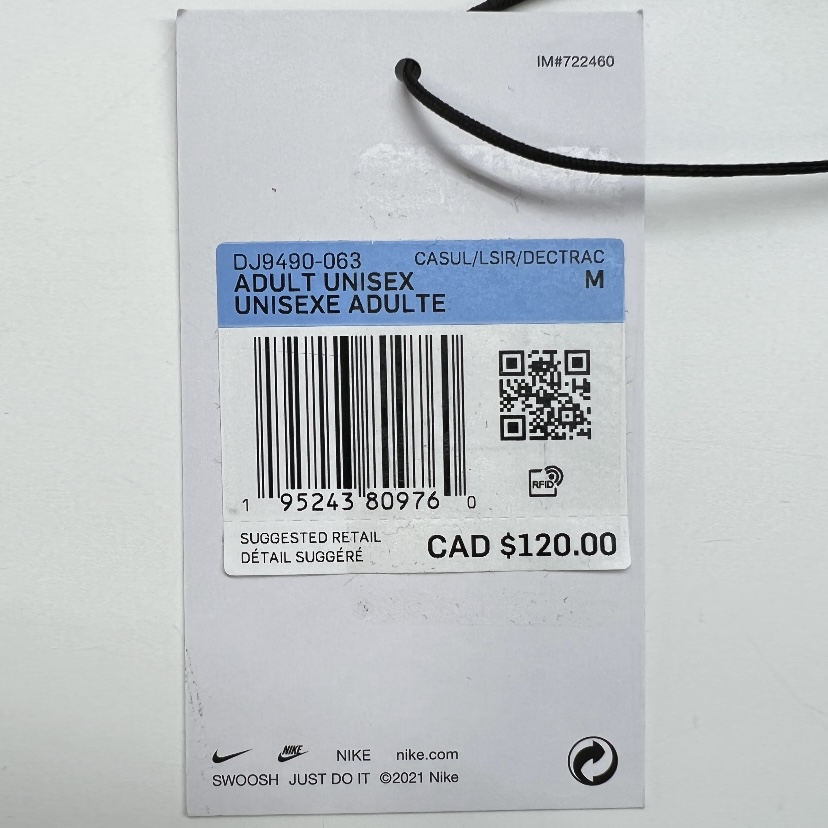 IM#722460
DJ9490-063 CASUL/LSIR/DECTRAC
ADULT UNISEX M
UNISEXE ADULTE
1 95243 80976 0
RFID
SUGGESTED RETAIL
DÉTAIL SUGGÉRÉ
CAD $120.00
NIKE NIKE nike.com
SWOOSH JUST DO IT ©2021 Nike